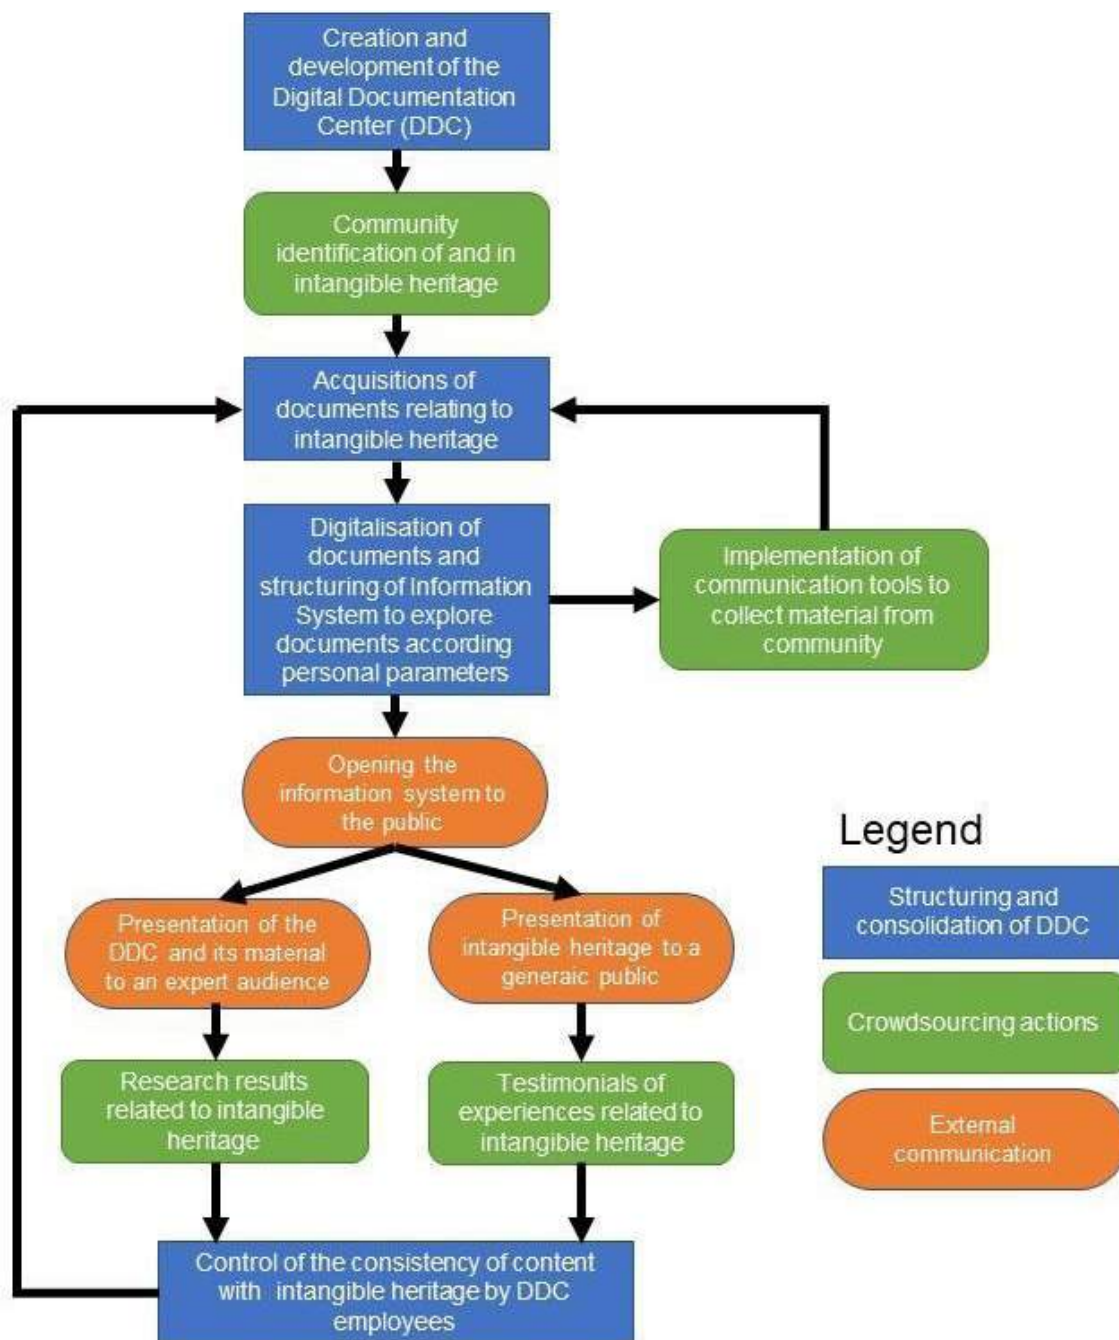 Creation and
development of the
Digital Documentation
Center (DDC)
Community
identification of and in
intangible heritage
Acquisitions of
documents relating to
intangible heritage
Digitalisation of
documents and
structuring of Information
System to explore
documents according
personal parameters
Implementation of
communication tools to
collect material from
community
Opening the
information system to
the public
Presentation of the
DDC and its material
to an expert audience
Presentation of
intangible heritage to a
generaic public
Research results
related to intangible
heritage
Testimonials of
experiences related to
intangible heritage
Control of the consistency of content
with intangible heritage by DDC
employees
Legend
Structuring and
consolidation of DDC
Crowdsourcing actions
External
communication